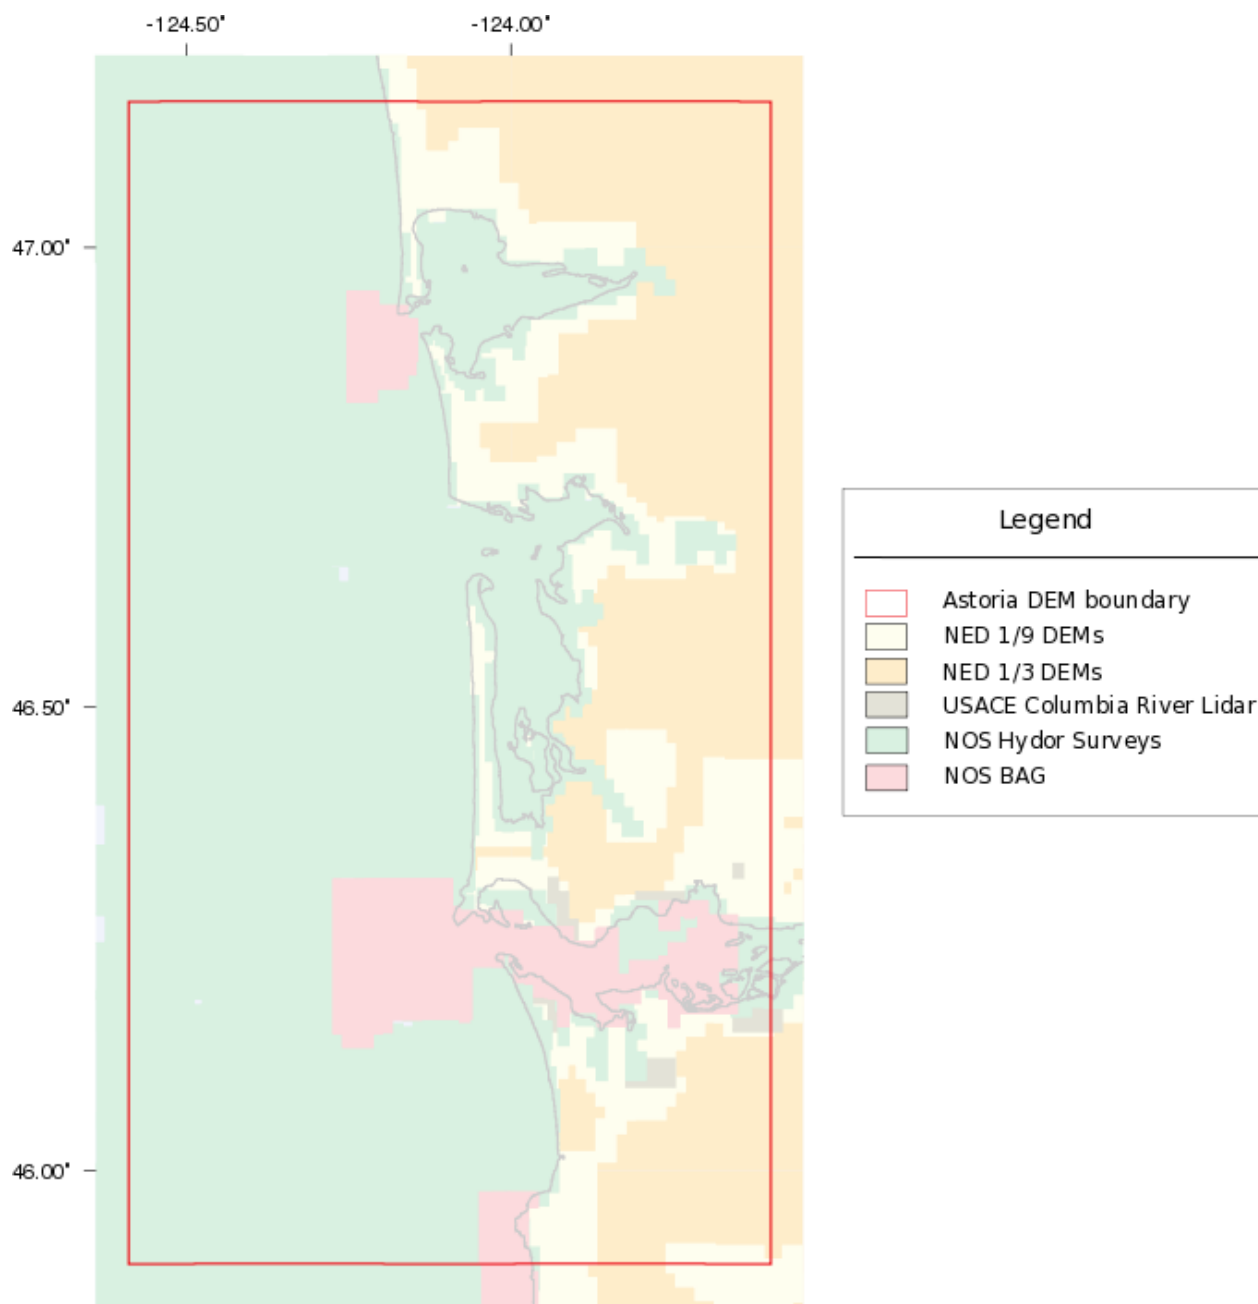 -124.50° -124.00°
47.00°
46.50°
46.00°
Legend
Astoria DEM boundary
NED 1/9 DEMs
NED 1/3 DEMs
USACE Columbia River Lidar
NOS Hydor Surveys
NOS BAG